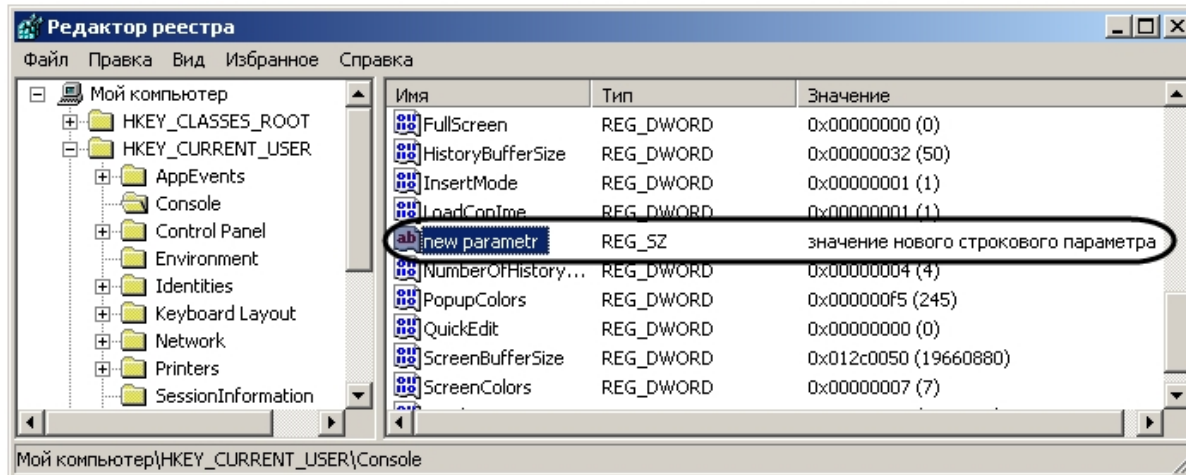 Редактор реестра
Файл Правка Вид Избранное Справка
Мой компьютер
HKEY_CLASSES_ROOT
HKEY_CURRENT_USER
AppEvents
Console
Control Panel
Environment
Identities
Keyboard Layout
Network
Printers
SessionInformation
Имя Тип Значение
FullScreen REG_DWORD 0x00000000 (0)
HistoryBufferSize REG_DWORD 0x00000032 (50)
InsertMode REG_DWORD 0x00000001 (1)
LoadConIme REG_DWORD 0x00000001 (1)
new parametr REG_SZ значение нового строкового параметра
NumberOfHistory... REG_DWORD 0x00000004 (4)
PopupColors REG_DWORD 0x000000f5 (245)
QuickEdit REG_DWORD 0x00000000 (0)
ScreenBufferSize REG_DWORD 0x012c0050 (19660880)
ScreenColors REG_DWORD 0x00000007 (7)
Мой компьютер\HKEY_CURRENT_USER\Console